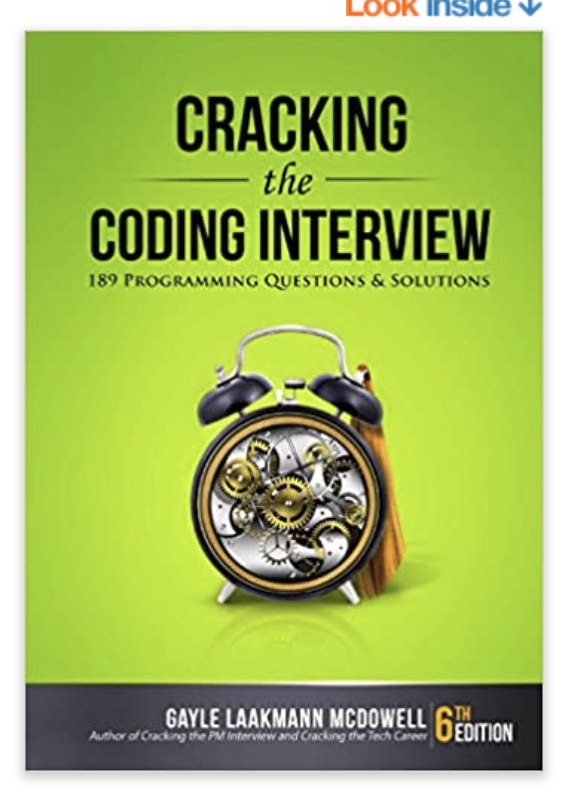 Look Inside ↓
CRACKING
the
CODING INTERVIEW
189 PROGRAMMING QUESTIONS & SOLUTIONS
GAYLE LAAKMANN MCDOWELL
Author of Cracking the PM Interview and Cracking the Tech Career
6TH EDITION